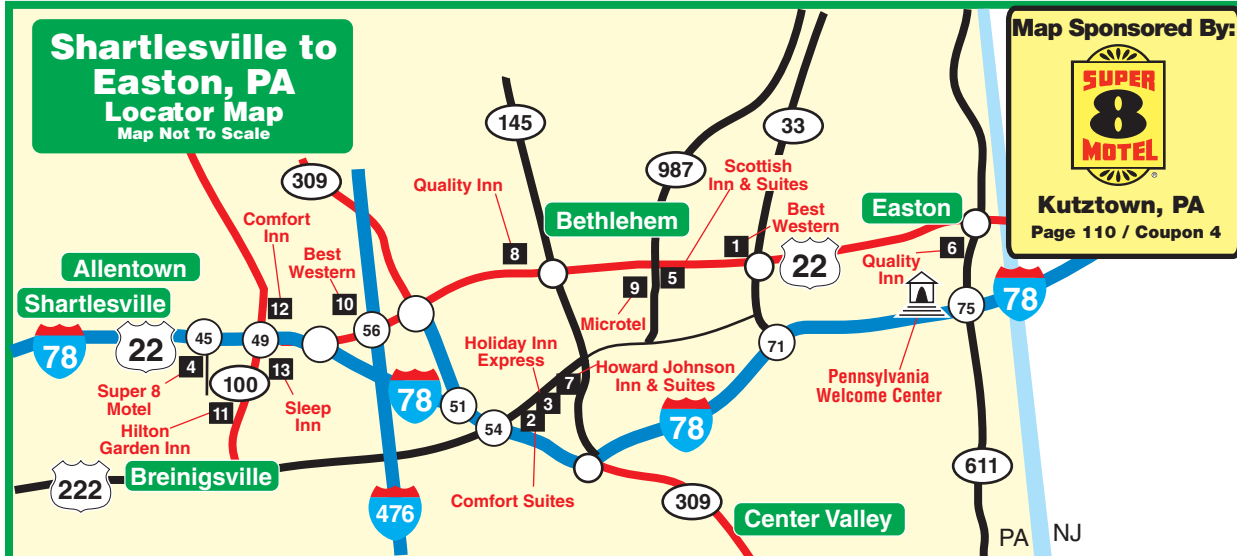 Shartlesville to
Easton, PA
Locator Map
Map Not To Scale
Map Sponsored By:
SUPER
8
MOTEL
®
Kutztown, PA
Page 110 / Coupon 4
145
33
987
309
Scottish
Inn & Suites
Quality Inn
Comfort
Inn
Bethlehem
Best
Western
Easton
Best
Western
8
1
22
6
Quality
Inn
Allentown
Shartlesville
12
10
9
5
Microtel
78
78
22
45
49
56
75
71
4
13
100
Super 8
Motel
11
Hilton
Garden Inn
Sleep
Inn
Holiday Inn
Express
7
Howard Johnson
Inn & Suites
Pennsylvania
Welcome Center
78
51
3
2
54
78
222
Breinigsville
476
Comfort Suites
309
Center Valley
611
PA
NJ